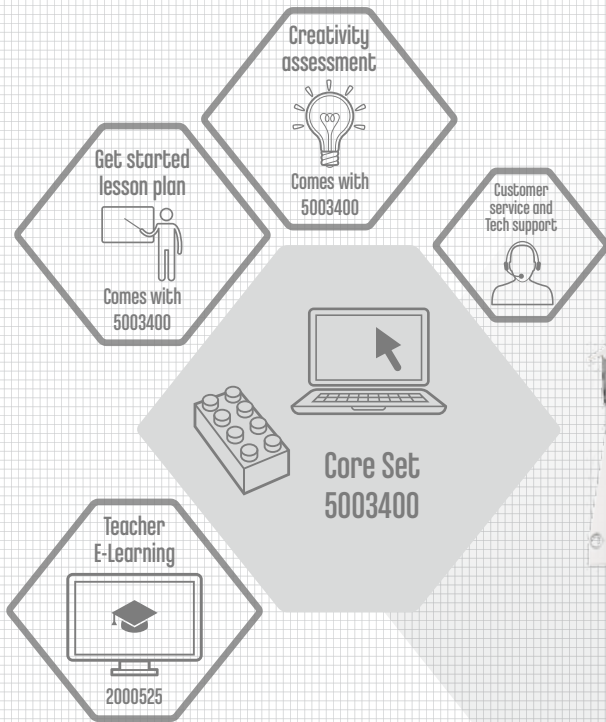 Creativity
assessment
Comes with
5003400
Get started
lesson plan
Comes with
5003400
Customer
service and
Tech support
Core Set
5003400
Teacher
E-Learning
2000525